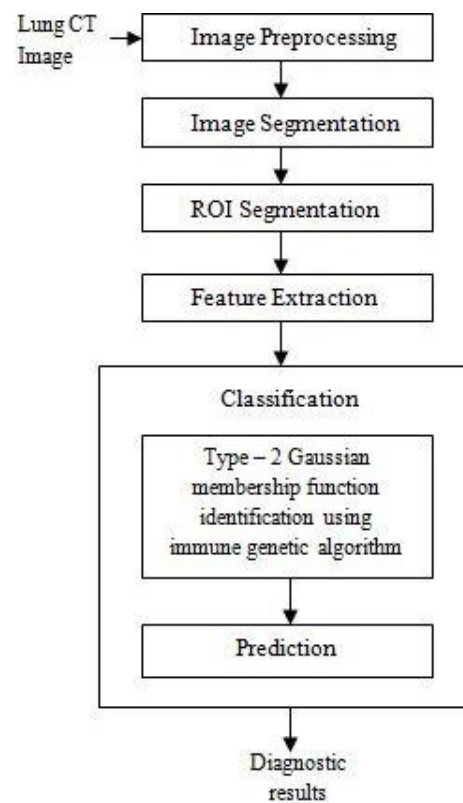 Lung CT
Image
Image Preprocessing
Image Segmentation
ROI Segmentation
Feature Extraction
Classification
Type – 2 Gaussian
membership function
identification using
immune genetic algorithm
Prediction
Diagnostic
results